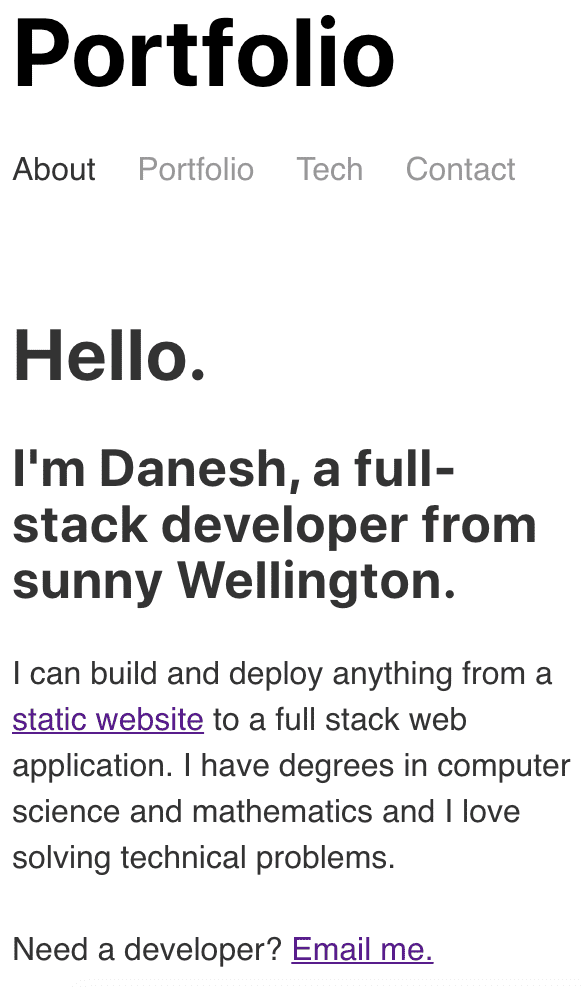 Portfolio
About Portfolio Tech Contact
Hello.
I'm Danesh, a full-
stack developer from
sunny Wellington.
I can build and deploy anything from a
static website to a full stack web
application. I have degrees in computer
science and mathematics and I love
solving technical problems.
Need a developer? Email me.